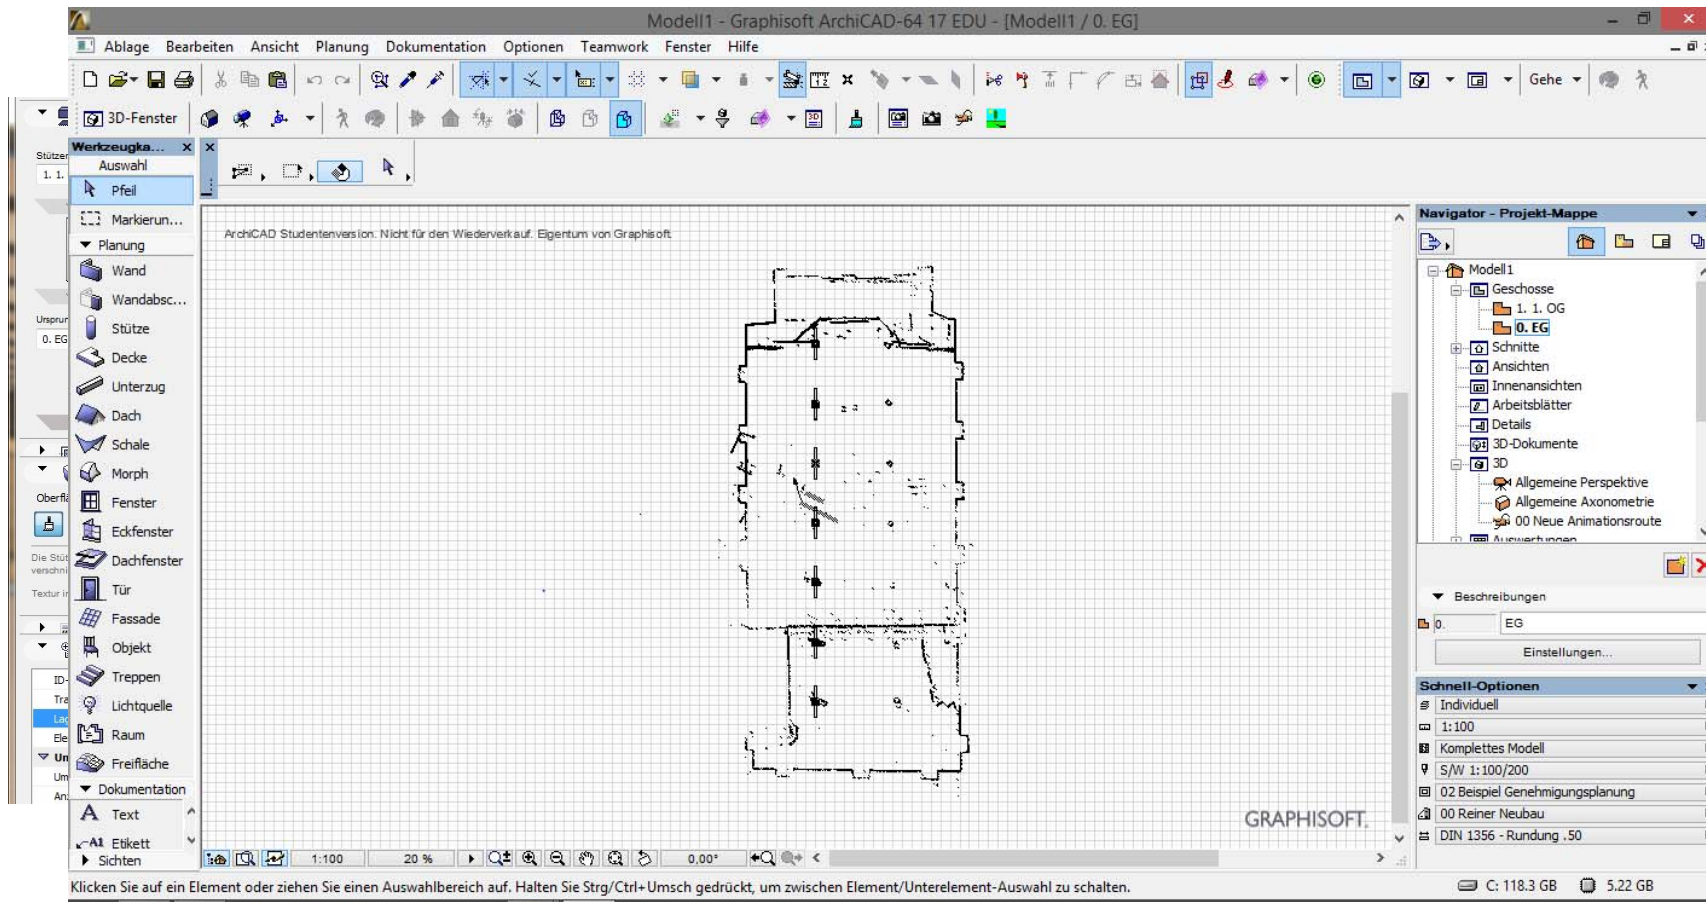 Modell1 - Graphisoft ArchiCAD-64 17 EDU - [Modell1 / 0. EG]
Ablage Bearbeiten Ansicht Planung Dokumentation Optionen Teamwork Fenster Hilfe
Gehe
3D-Fenster
Werkzeugka...
Auswahl
Pfeil
Markierun...
Planung
Wand
Wandabsc...
Stütze
Decke
Unterzug
Dach
Schale
Morph
Fenster
Eckfenster
Dachfenster
Tür
Fassade
Objekt
Treppen
Lichtquelle
Raum
Freifläche
Dokumentation
A Text
A1 Etikett
Sichten
ArchiCAD Studentenversion. Nicht für den Wiederverkauf. Eigentum von Graphisoft.
GRAPHISOFT.
1:100 20 % 0,00°
Navigator - Projekt-Mappe
Modell1
Geschosse
1. 1. OG
0. EG
Schnitte
Ansichten
Innenansichten
Arbeitsblätter
Details
3D-Dokumente
3D
Allgemeine Perspektive
Allgemeine Axonometrie
00 Neue Animationsroute
Auswertungen
Beschreibungen
0. EG
Einstellungen...
Schnell-Optionen
Individuell
1:100
Komplettes Modell
S/W 1:100/200
02 Beispiel Genehmigungsplanung
00 Reiner Neubau
DIN 1356 - Rundung .50
Klicken Sie auf ein Element oder ziehen Sie einen Auswahlbereich auf. Halten Sie Strg/Ctrl+Umsch gedrückt, um zwischen Element/Unterelement-Auswahl zu schalten.
C: 118.3 GB 5.22 GB